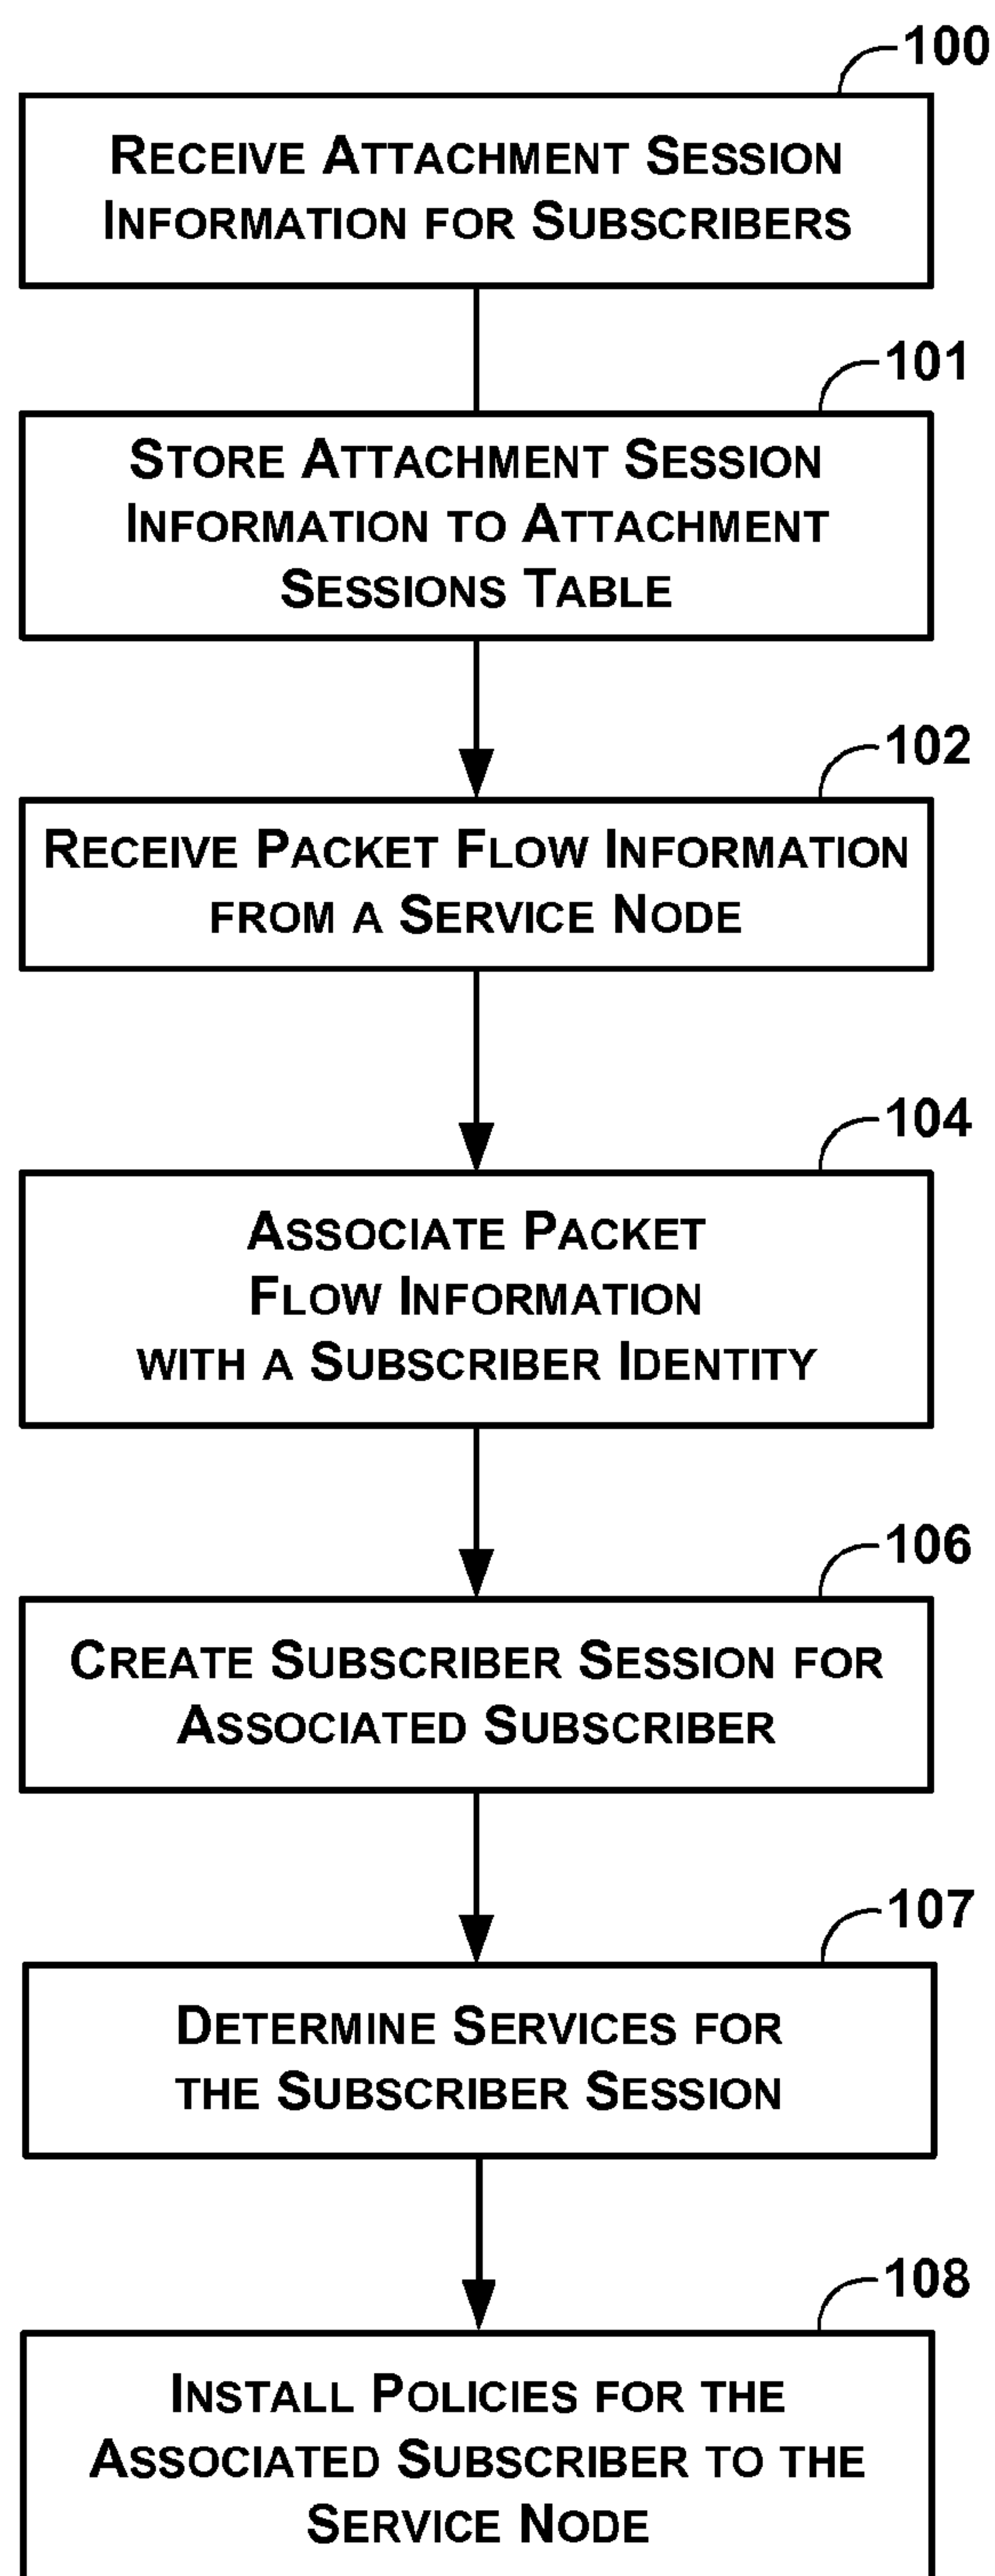 100
RECEIVE ATTACHMENT SESSION
INFORMATION FOR SUBSCRIBERS
101
STORE ATTACHMENT SESSION
INFORMATION TO ATTACHMENT
SESSIONS TABLE
102
RECEIVE PACKET FLOW INFORMATION
FROM A SERVICE NODE
104
ASSOCIATE PACKET
FLOW INFORMATION
WITH A SUBSCRIBER IDENTITY
106
CREATE SUBSCRIBER SESSION FOR
ASSOCIATED SUBSCRIBER
107
DETERMINE SERVICES FOR
THE SUBSCRIBER SESSION
108
INSTALL POLICIES FOR THE
ASSOCIATED SUBSCRIBER TO THE
SERVICE NODE